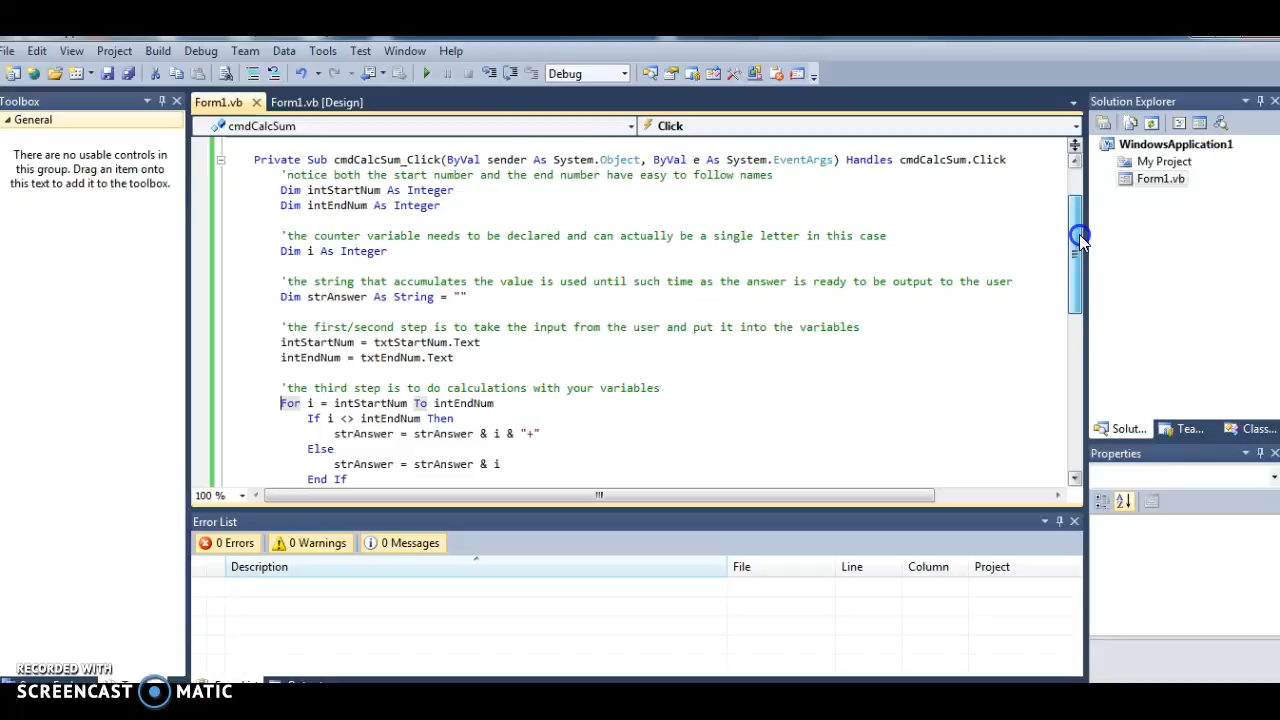 File Edit View Project Build Debug Team Data Tools Test Window Help
Debug
Toolbox
General
There are no usable controls in
this group. Drag an item onto
this text to add it to the toolbox.
Form1.vb Form1.vb [Design]
cmdCalcSum Click
Private Sub cmdCalcSum_Click(ByVal sender As System.Object, ByVal e As System.EventArgs) Handles cmdCalcSum.Click
'notice both the start number and the end number have easy to follow names
Dim intStartNum As Integer
Dim intEndNum As Integer
'the counter variable needs to be declared and can actually be a single letter in this case
Dim i As Integer
'the string that accumulates the value is used until such time as the answer is ready to be output to the user
Dim strAnswer As String = ""
'the first/second step is to take the input from the user and put it into the variables
intStartNum = txtStartNum.Text
intEndNum = txtEndNum.Text
'the third step is to do calculations with your variables
For i = intStartNum To intEndNum
If i <> intEndNum Then
strAnswer = strAnswer & i & "+"
Else
strAnswer = strAnswer & i
End If
100 %
Error List
0 Errors 0 Warnings 0 Messages
Description File Line Column Project
Solution Explorer
WindowsApplication1
My Project
Form1.vb
Solut... Tea... Class...
Properties
RECORDED WITH
SCREENCAST MATIC